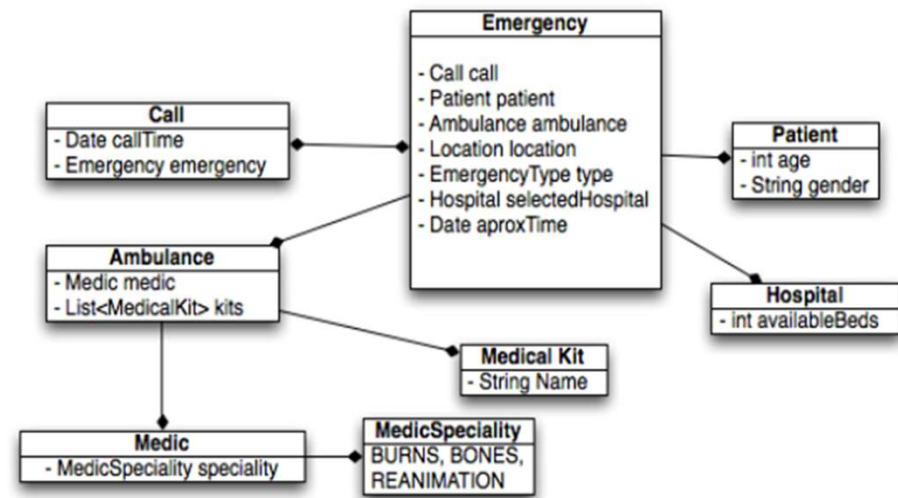 Emergency
- Call call
- Patient patient
- Ambulance ambulance
- Location location
- EmergencyType type
- Hospital selectedHospital
- Date aproxTime
Call
- Date callTime
- Emergency emergency
Patient
- int age
- String gender
Ambulance
- Medic medic
- List<MedicalKit> kits
Hospital
- int availableBeds
Medical Kit
- String Name
Medic
- MedicSpeciality speciality
MedicSpeciality
BURNS, BONES,
REANIMATION